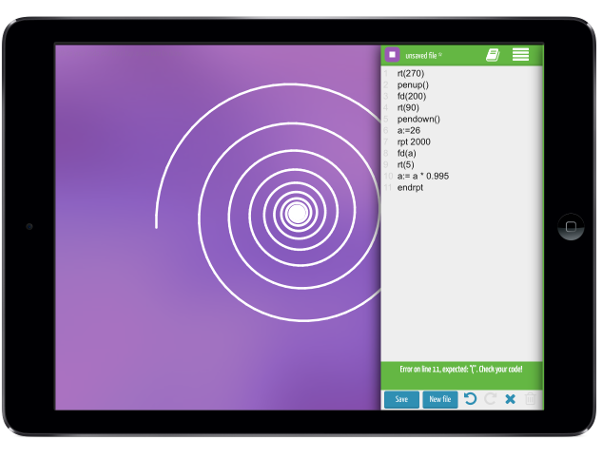 unsaved file *
1 rt(270)
2 penup()
3 fd(200)
4 rt(90)
5 pendown()
6 a:=26
7 rpt 2000
8 fd(a)
9 rt(5)
10 a:= a * 0.995
11 endrpt
Error on line 11, expected: "(". Check your code!
Save New file